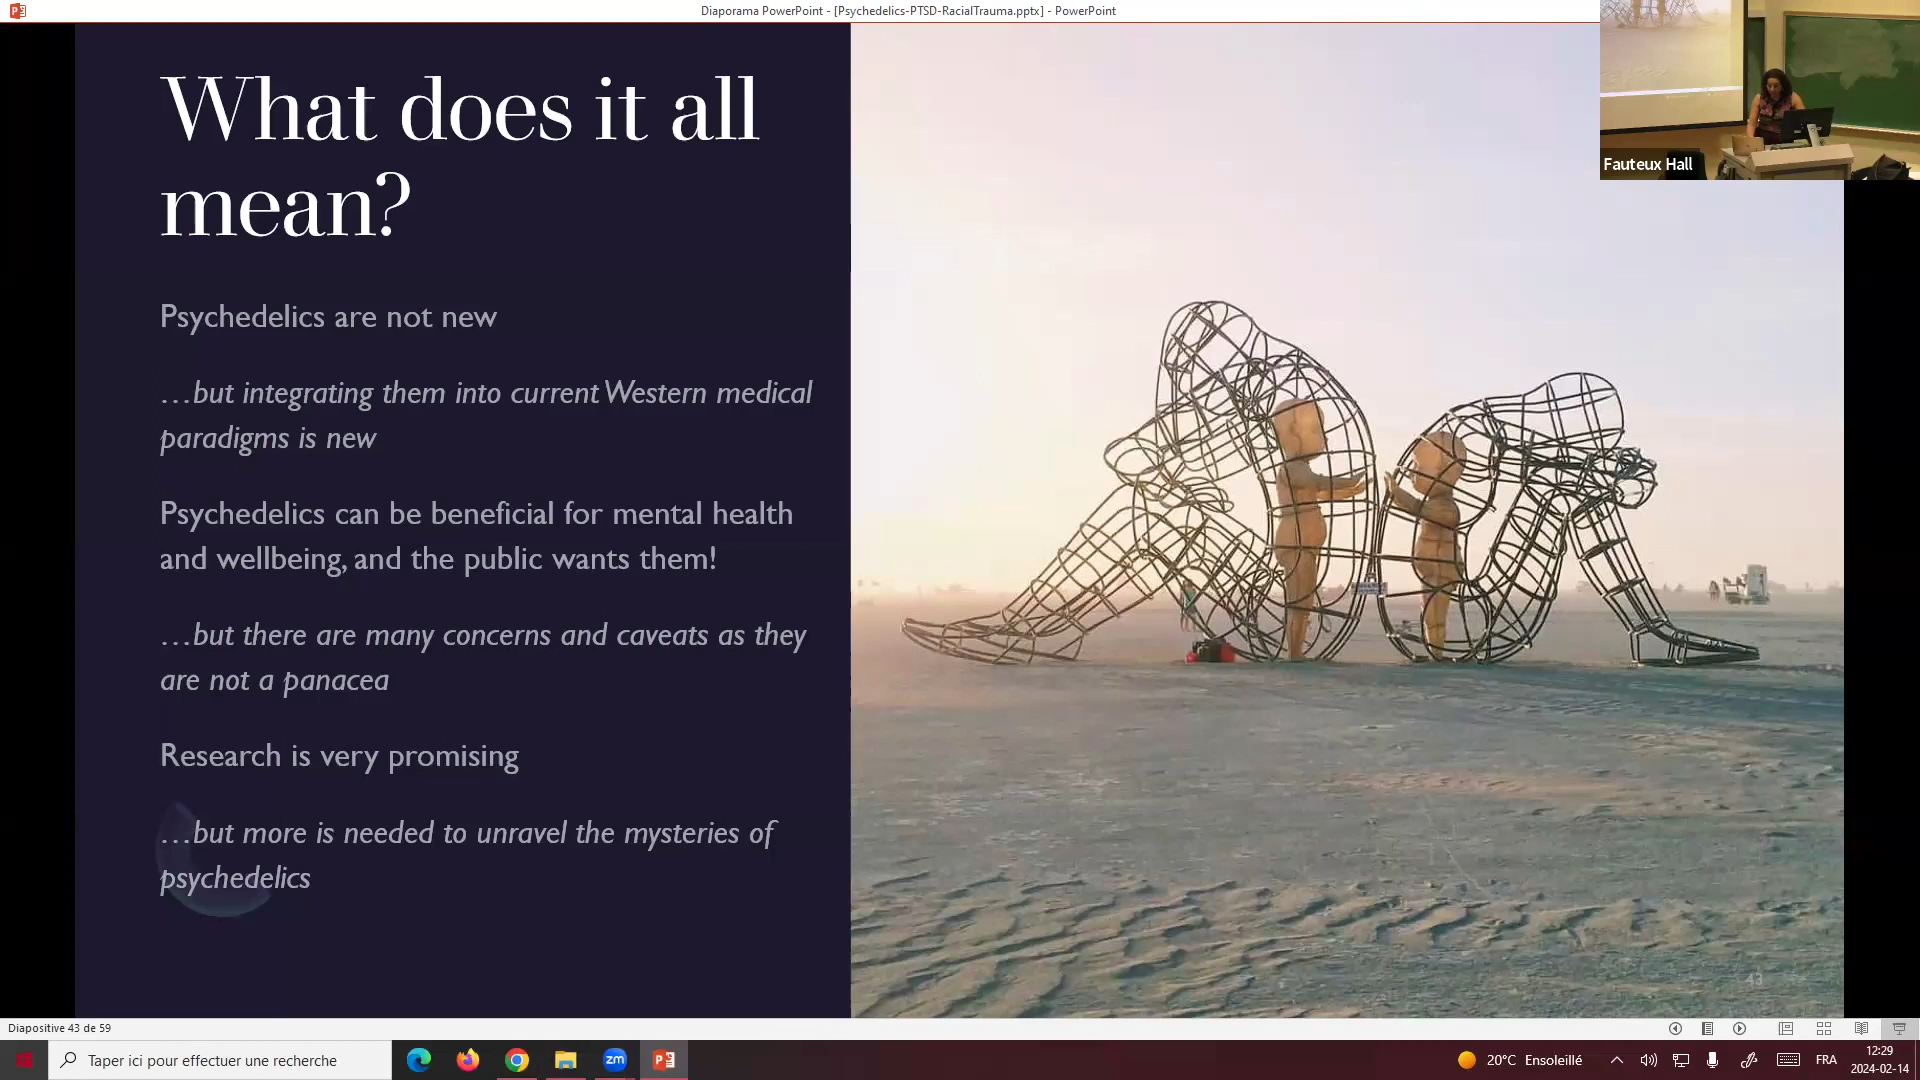 Diaporama PowerPoint - [Psychedelics-PTSD-RacialTrauma.pptx] - PowerPoint
Fauteux Hall
What does it all
mean?
Psychedelics are not new
…but integrating them into current Western medical
paradigms is new
Psychedelics can be beneficial for mental health
and wellbeing, and the public wants them!
…but there are many concerns and caveats as they
are not a panacea
Research is very promising
…but more is needed to unravel the mysteries of
psychedelics
43
Diapositive 43 de 59
Taper ici pour effectuer une recherche
zm
20°C Ensoleillé
FRA
12:29
2024-02-14